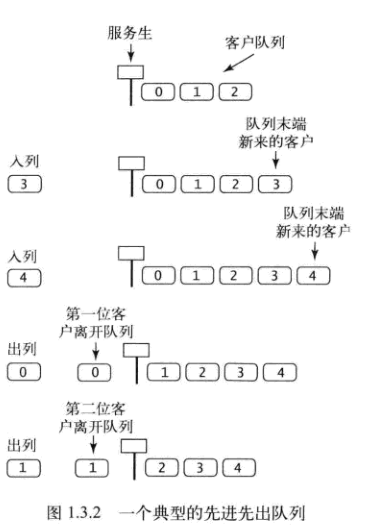 服务生
客户队列
0 1 2
队列末端
新来的客户
入列
3
0 1 2 3
队列末端
新来的客户
入列
4
0 1 2 3 4
第一位客
户离开队列
出列
0
0
1 2 3 4
第二位客
户离开队列
出列
1
1
2 3 4
图 1.3.2 一个典型的先进先出队列